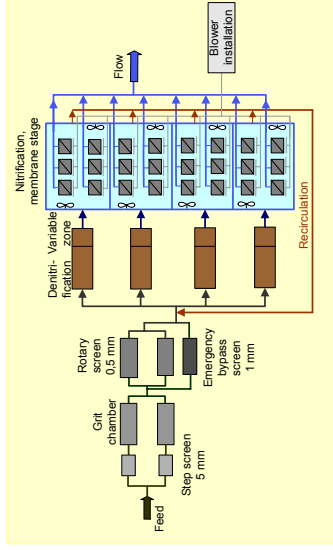 Feed
Step screen
5 mm
Grit
chamber
Rotary
screen
0,5 mm
Emergency
bypass
screen
1 mm
Denitri-
fication
Variable
zone
Nitrification,
membrane stage
Recirculation
Flow
Blower
installation